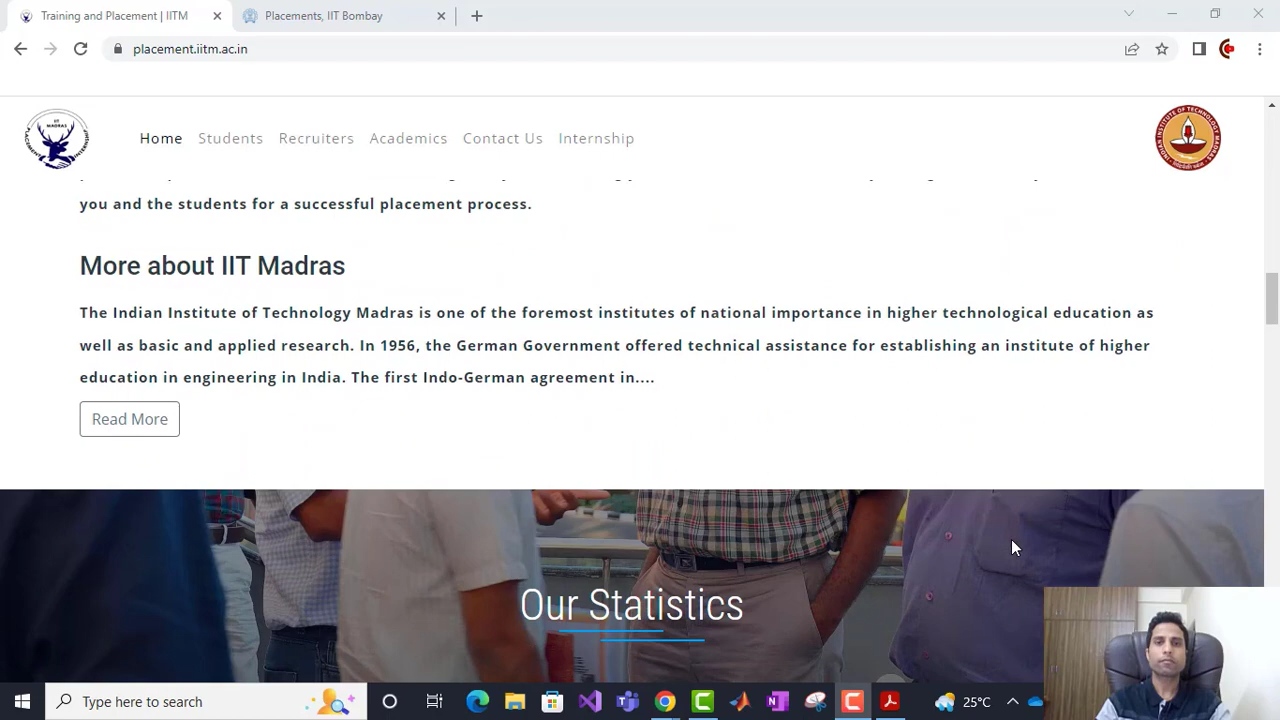 Training and Placement | IITM
Placements, IIT Bombay
placement.iitm.ac.in
IIT
MADRAS
Home
Students
Recruiters
Academics
Contact Us
Internship
you and the students for a successful placement process.
More about IIT Madras
The Indian Institute of Technology Madras is one of the foremost institutes of national importance in higher technological education as
well as basic and applied research. In 1956, the German Government offered technical assistance for establishing an institute of higher
education in engineering in India. The first Indo-German agreement in....
Read More
Our Statistics
Type here to search
25°C